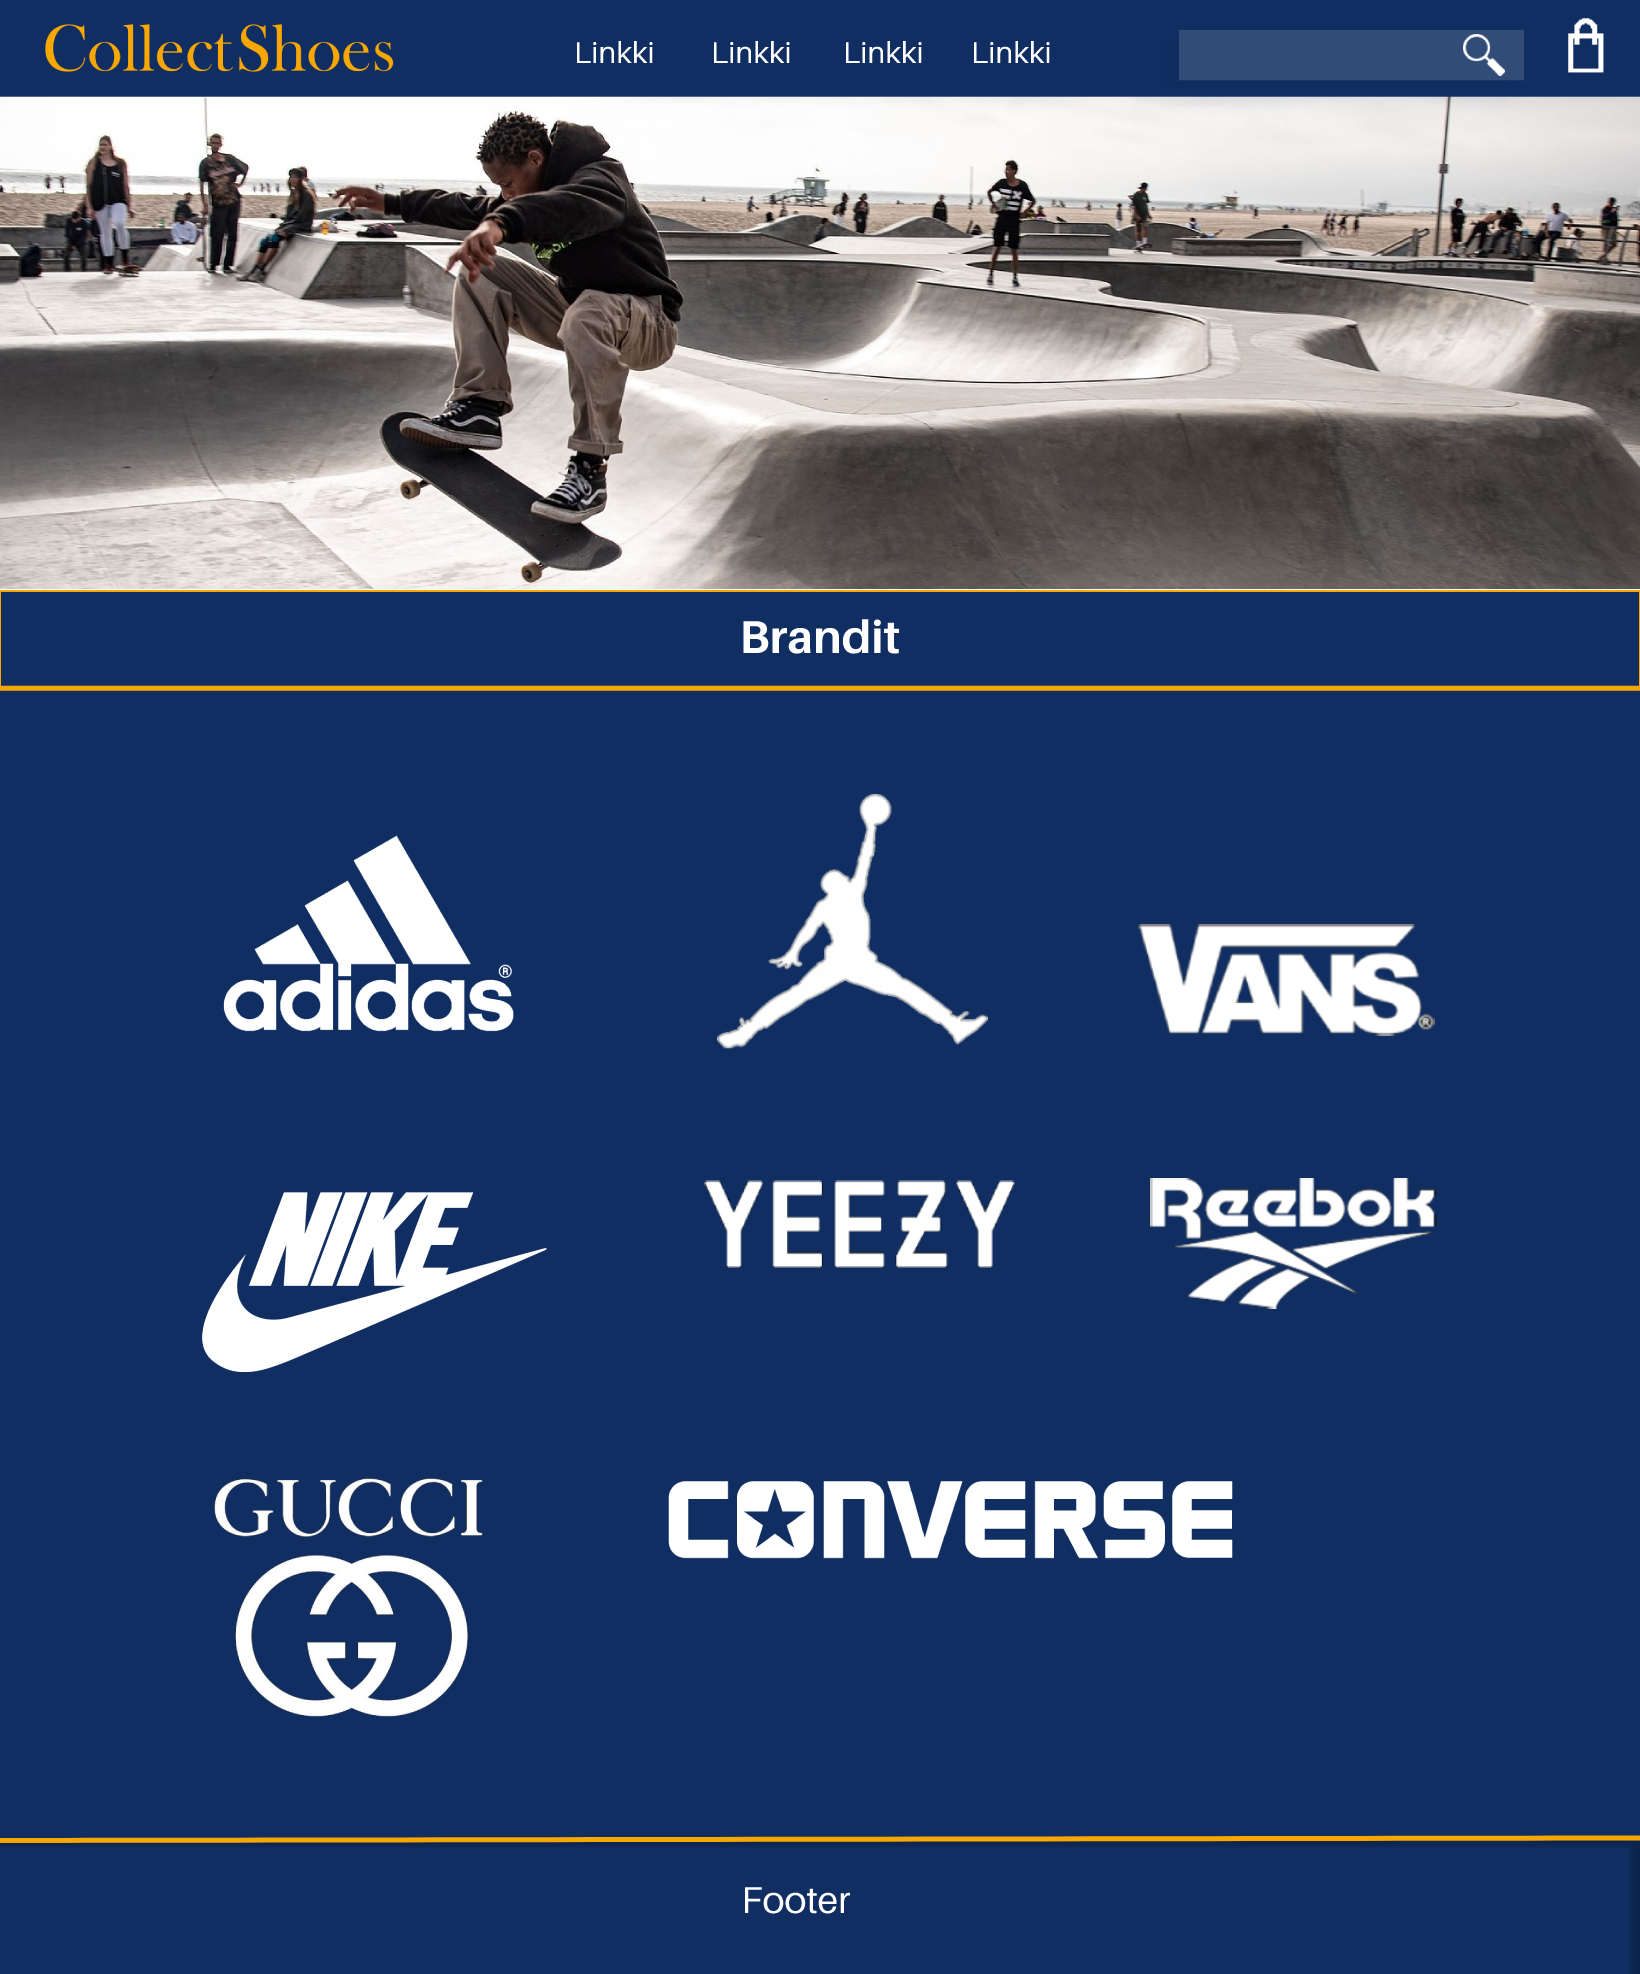 CollectShoes
Linkki Linkki Linkki Linkki
Brandit
adidas®
VANS®
NIKE
YEEZY
Reebok
GUCCI
CONVERSE
Footer